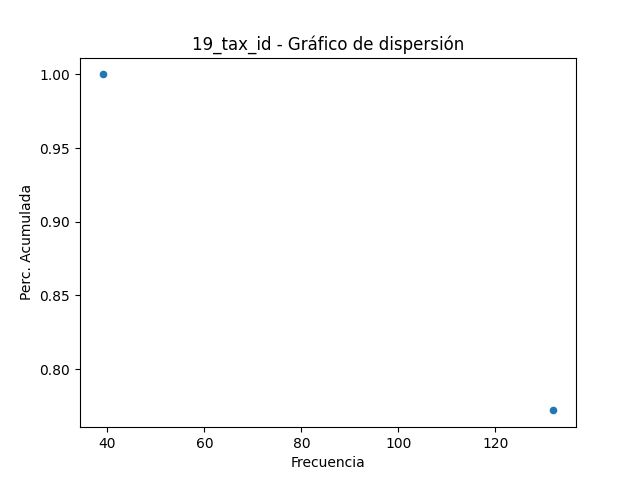 19_tax_id - Gráfico de dispersión
1.00
0.95
0.90
0.85
0.80
Perc. Acumulada
40 60 80 100 120
Frecuencia